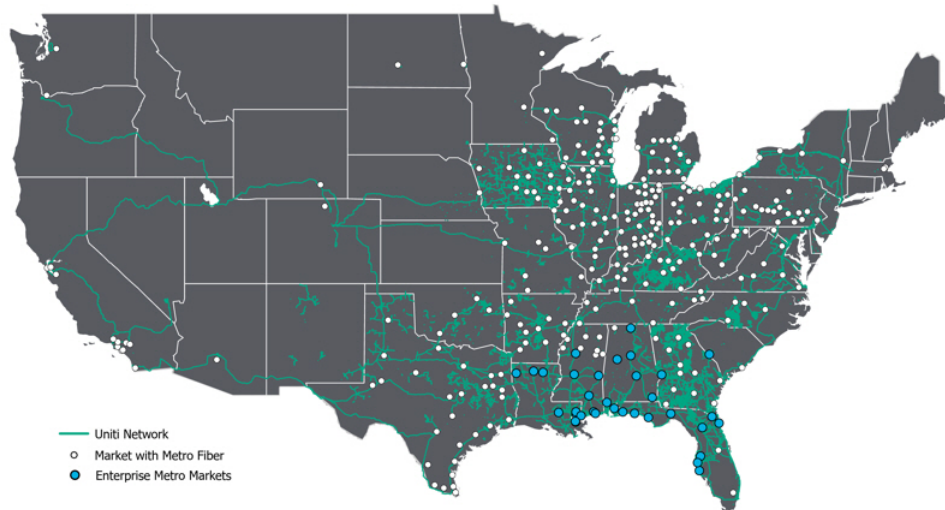 Uniti Network
Market with Metro Fiber
Enterprise Metro Markets